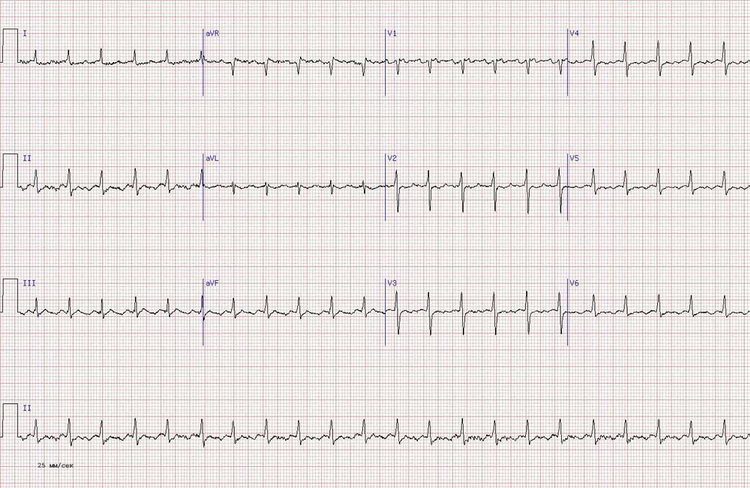 I aVR V1 V4
II aVL V2 V5
III aVF V3 V6
II
25 мм/сек